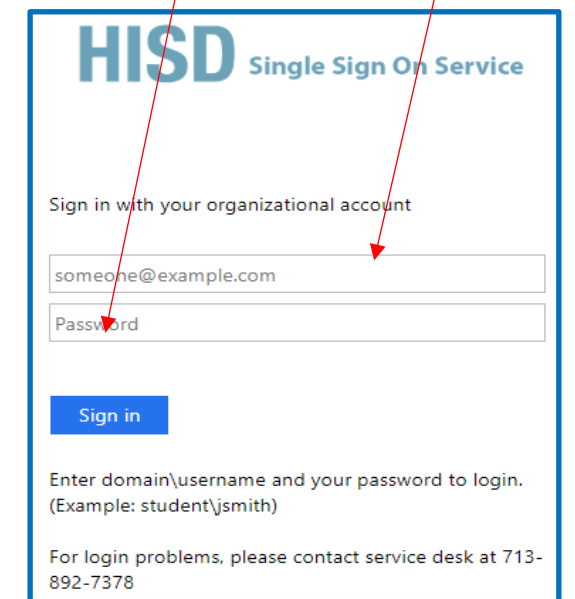 HISD Single Sign On Service
Sign in with your organizational account
someone@example.com
Password
Sign in
Enter domain\username and your password to login.
(Example: student\jsmith)
For login problems, please contact service desk at 713-
892-7378